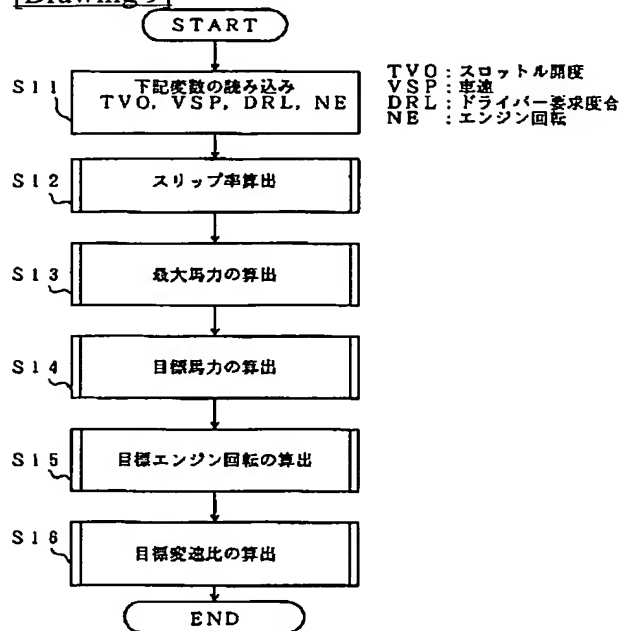 START
S11
下記変数の読み込み
TVO, VSP, DRL, NE
TVO：スロットル開度
VSP：車速
DRL：ドライバー要求度合
NE：エンジン回転
S12
スリップ率算出
S13
最大馬力の算出
S14
目標馬力の算出
S15
目標エンジン回転の算出
S16
目標変速比の算出
END